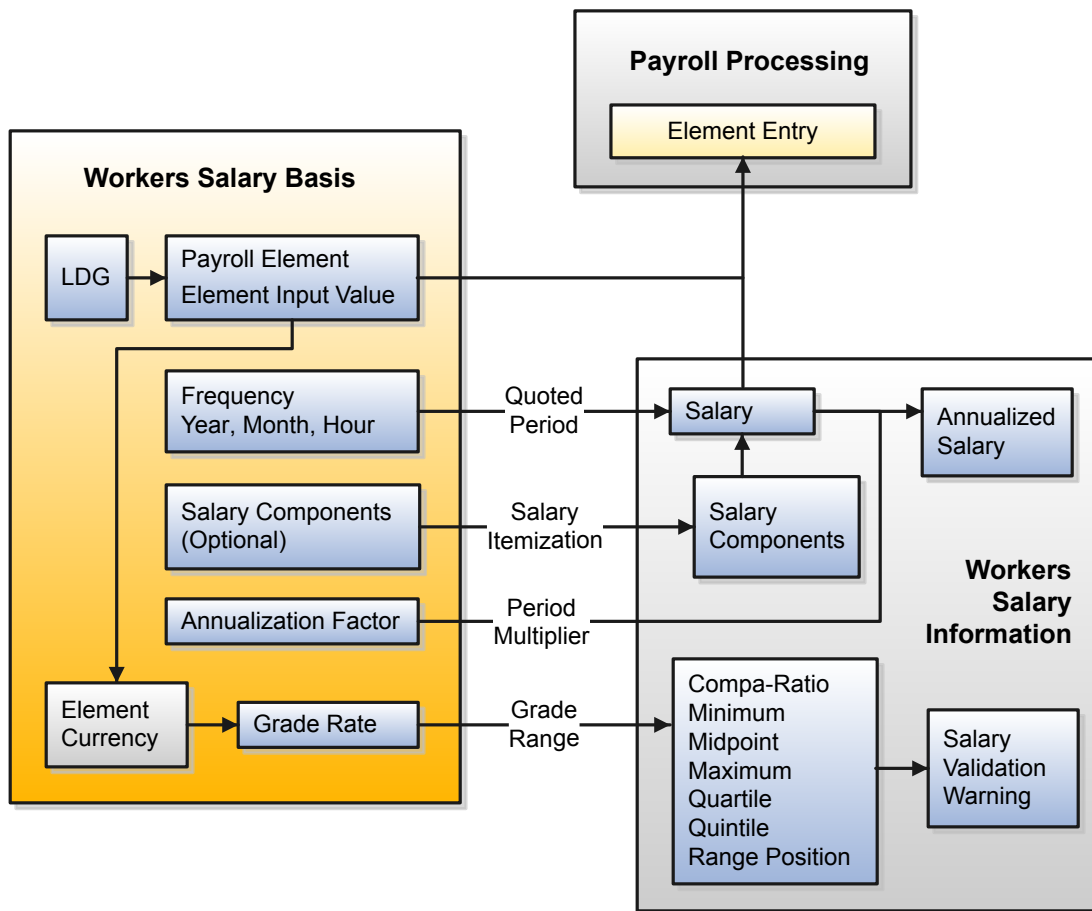 Payroll Processing
Element Entry
Workers Salary Basis
LDG
Payroll Element
Element Input Value
Frequency
Year, Month, Hour
Quoted
Period
Salary
Annualized
Salary
Salary Components
(Optional)
Salary
Itemization
Salary
Components
Workers
Salary
Information
Annualization Factor
Period
Multiplier
Element
Currency
Grade Rate
Grade
Range
Compa-Ratio
Minimum
Midpoint
Maximum
Quartile
Quintile
Range Position
Salary
Validation
Warning